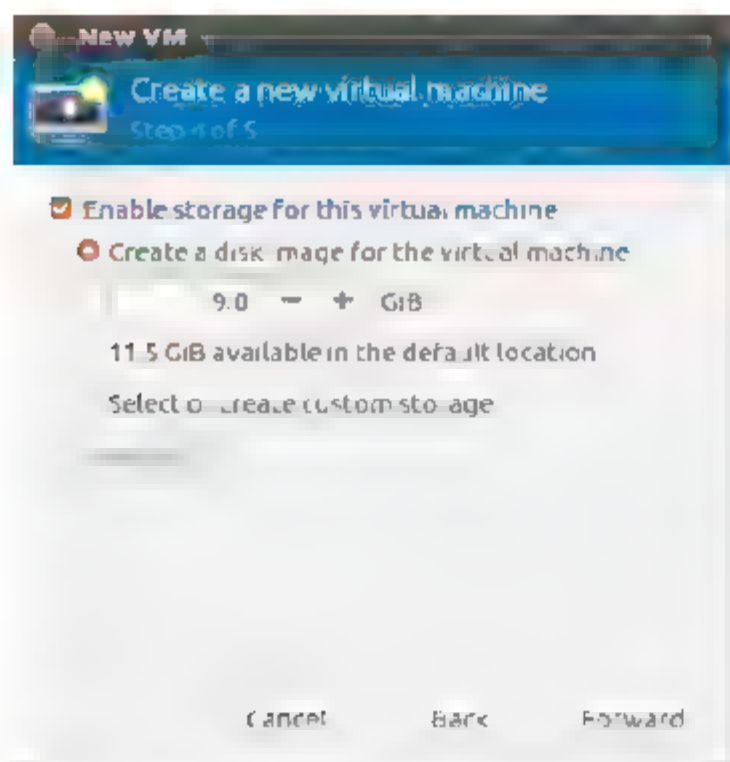 New VM
Create a new virtual machine
Step 4 of 5
Enable storage for this virtual machine
Create a disk image for the virtual machine
9.0 − + GiB
11.5 GiB available in the default location
Select or create custom storage
Cancel Back Forward